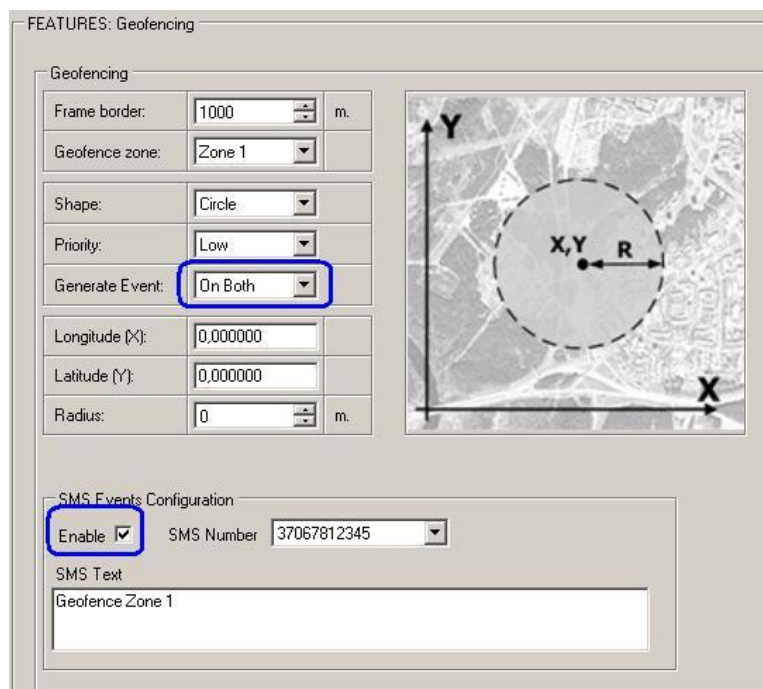 FEATURES: Geofencing
Geofencing
Frame border: 1000 m.
Geofence zone: Zone 1
Shape: Circle
Priority: Low
Generate Event: On Both
Longitude (X): 0,000000
Latitude (Y): 0,000000
Radius: 0 m.
Y
X,Y R
X
SMS Events Configuration
Enable SMS Number 37067812345
SMS Text
Geofence Zone 1